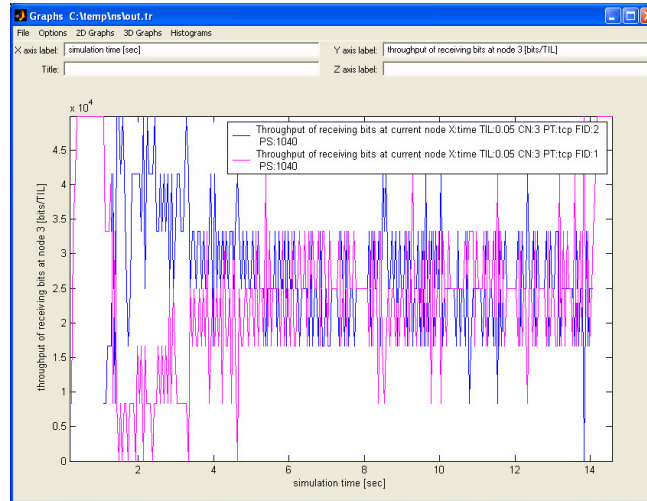 Graphs C:\temp\ns\out.tr
File Options 2D Graphs 3D Graphs Histograms
X axis label: simulation time [sec] Y axis label: throughput of receiving bits at node 3 [bits/TIL]
Title: Z axis label:
x 10⁴
Throughput of receiving bits at current node X:time TIL:0.05 CN:3 PT:tcp FID:2
PS:1040
Throughput of receiving bits at current node X:time TIL:0.05 CN:3 PT:tcp FID:1
PS:1040
4.5
4
3.5
3
2.5
2
1.5
1
0.5
0
throughput of receiving bits at node 3 [bits/TIL]
2 4 6 8 10 12 14
simulation time [sec]